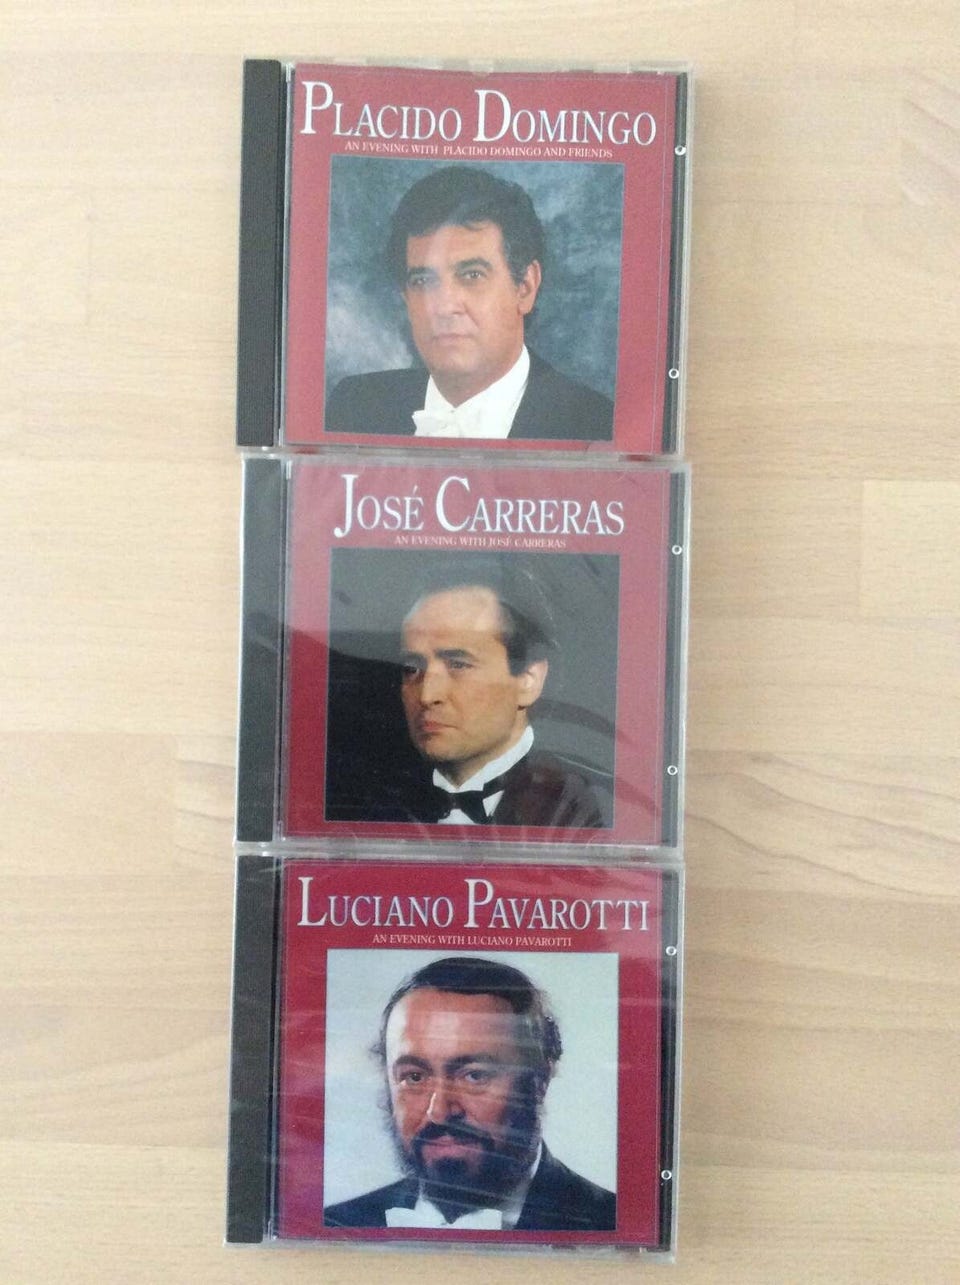 PLACIDO DOMINGO
AN EVENING WITH PLACIDO DOMINGO AND FRIENDS
JOSÉ CARRERAS
AN EVENING WITH JOSÉ CARRERAS
LUCIANO PAVAROTTI
AN EVENING WITH LUCIANO PAVAROTTI